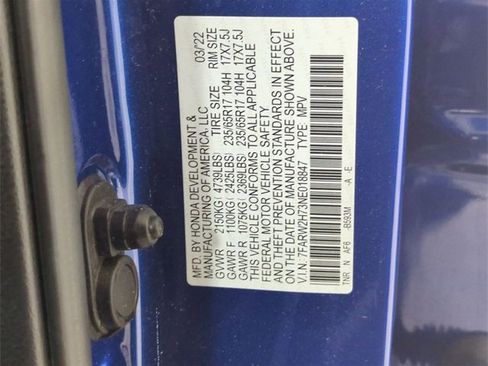 MFD. BY HONDA DEVELOPMENT & 03/22
MANUFACTURING OF AMERICA, LLC
GVWR 2150KG (4739LBS) TIRE SIZE RIM SIZE
GAWR F 1100KG (2425LBS) 235/65R17 104H 17X7.5J
GAWR R 1075KG (2369LBS) 235/65R17 104H 17X7.5J
THIS VEHICLE CONFORMS TO ALL APPLICABLE
FEDERAL MOTOR VEHICLE SAFETY
AND THEFT PREVENTION STANDARDS IN EFFECT
ON THE DATE OF MANUFACTURE SHOWN ABOVE.
V.I.N.: 7FARW2H73NE018847 TYPE MPV
TNR N AF6 -B593M -A -E